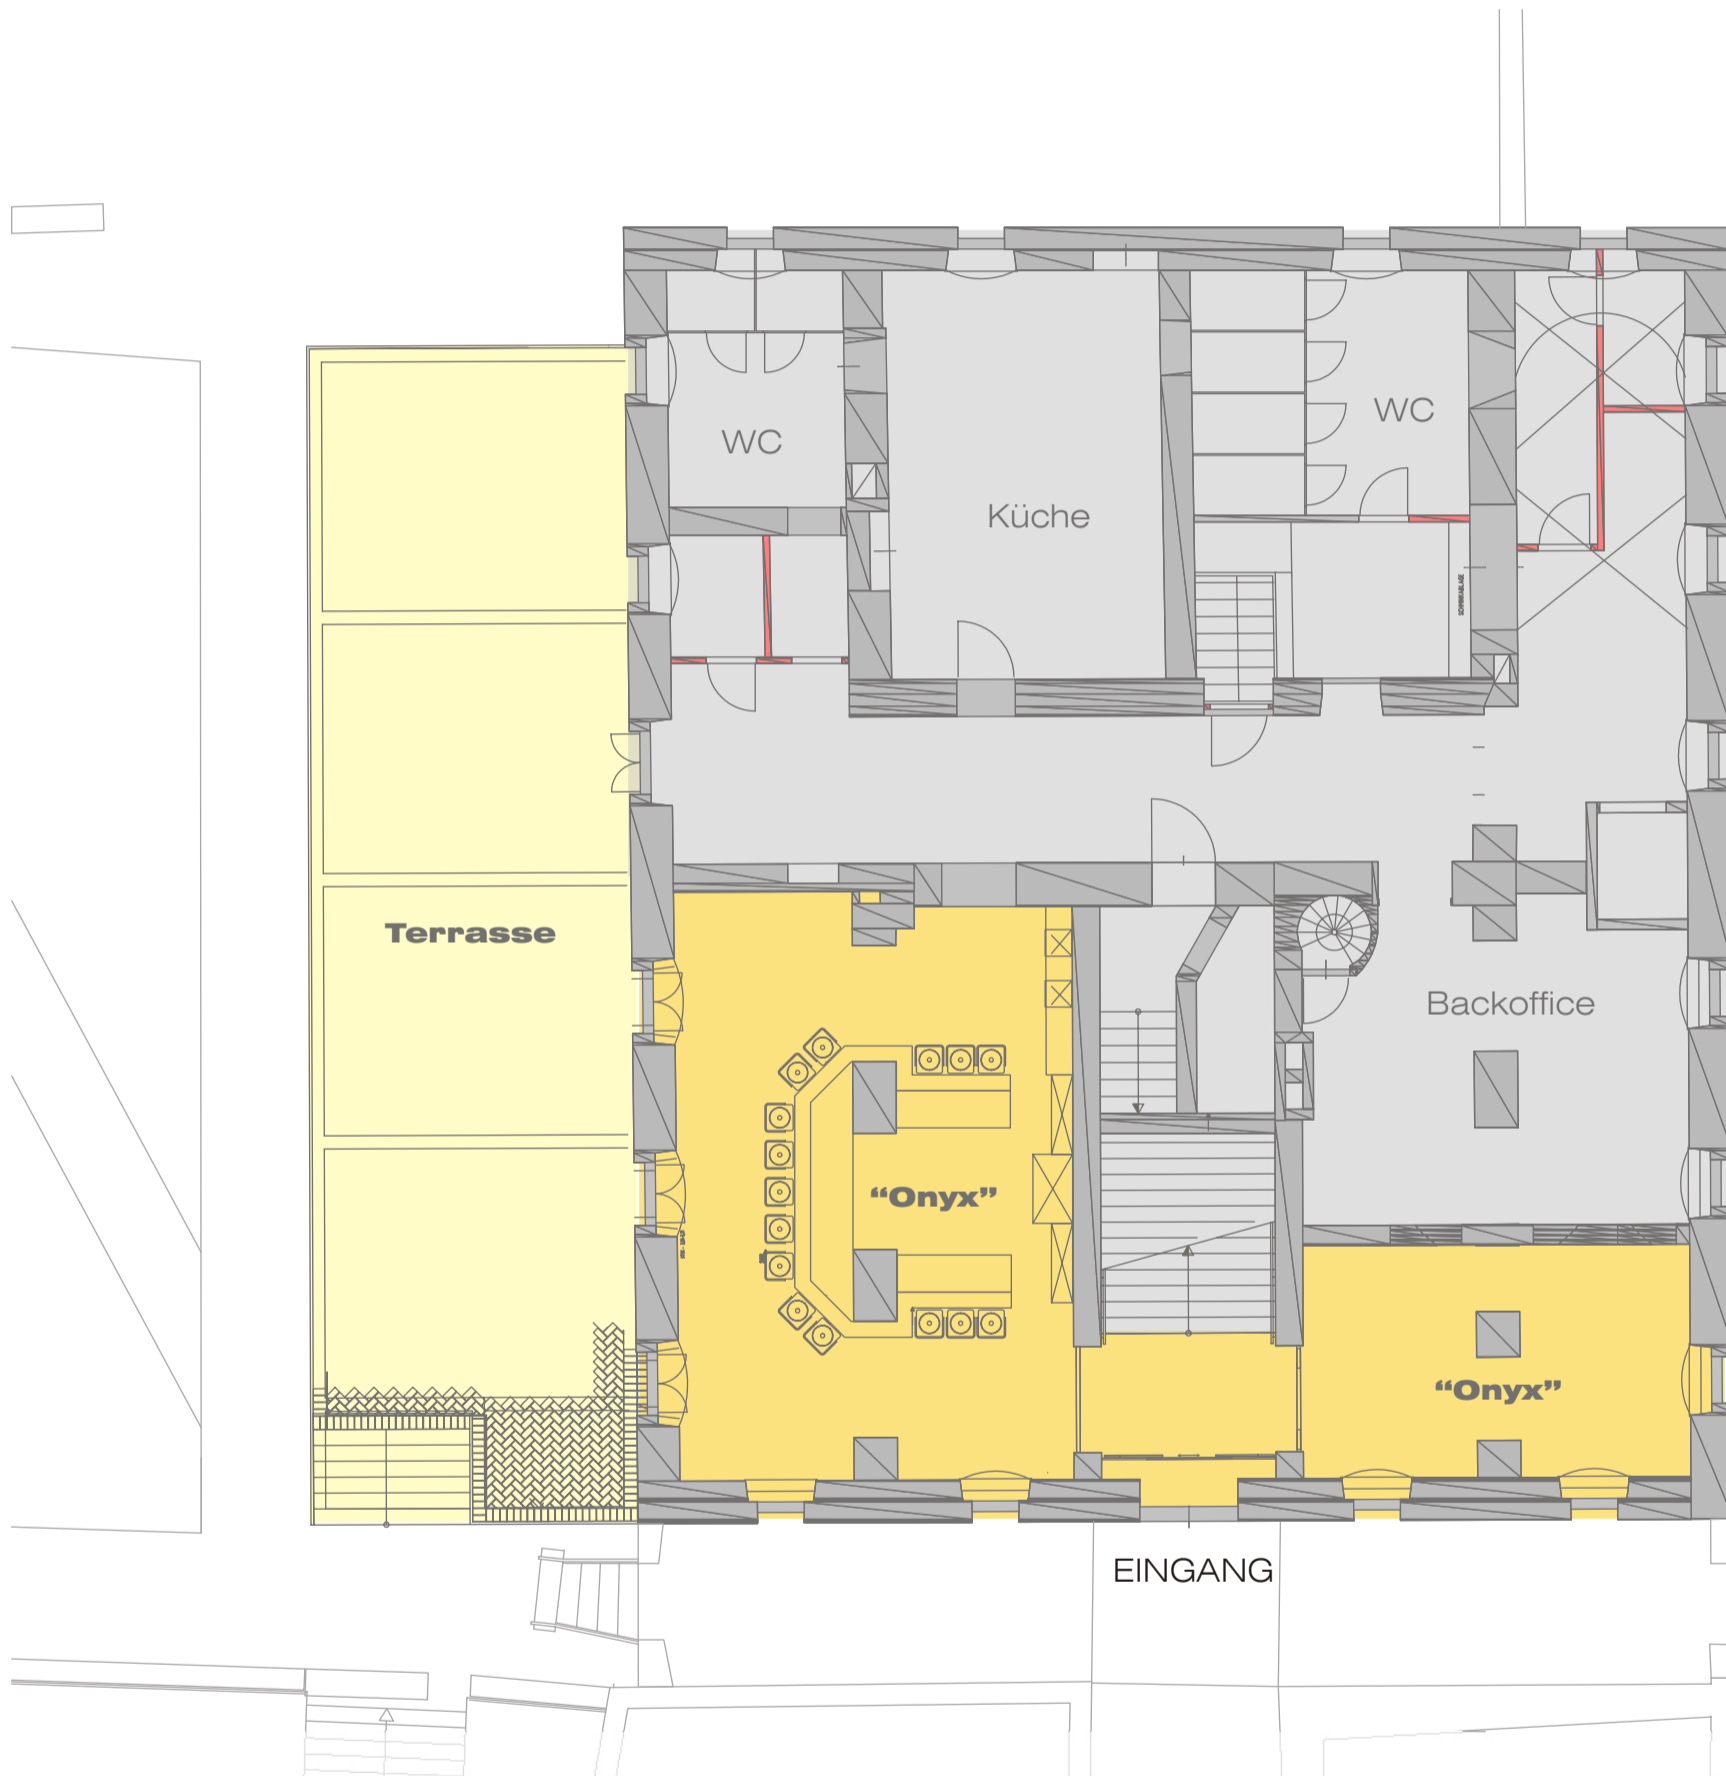 WC
WC
Küche
Terrasse
Backoffice
“Onyx”
“Onyx”
EINGANG